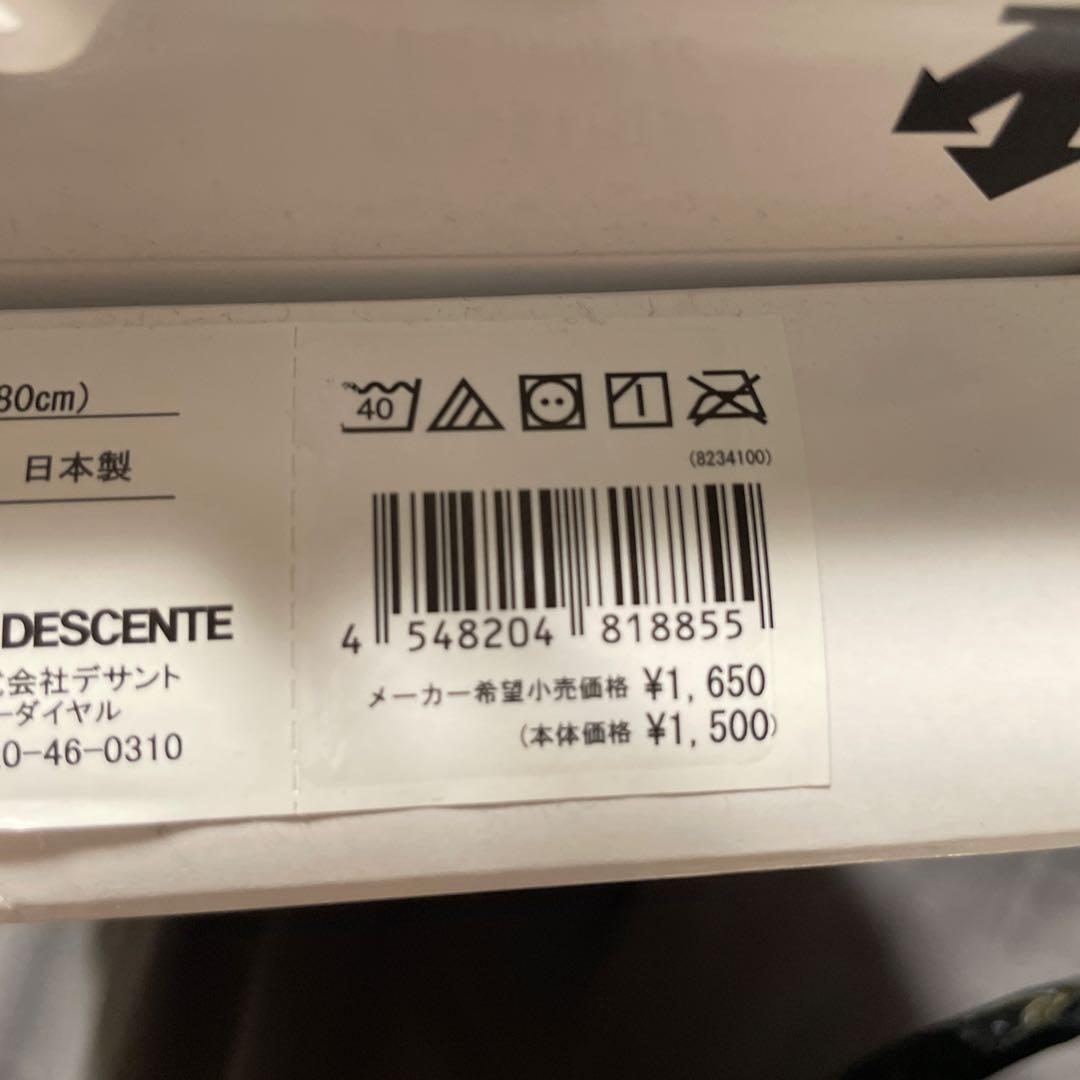 80cm)
日本製
DESCENTE
会社デサント
ーダイヤル
0-46-0310
40
(8234100)
4 548204 818855
メーカー希望小売価格 ¥1,650
(本体価格 ¥1,500)